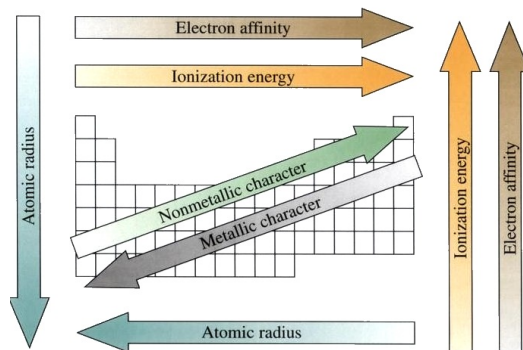 Electron affinity
Ionization energy
Atomic radius
Nonmetallic character
Metallic character
Ionization energy
Electron affinity
Atomic radius